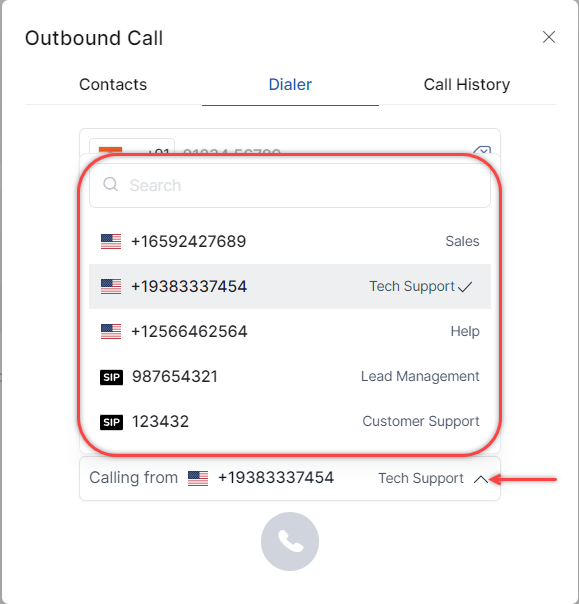 Outbound Call
Contacts Dialer Call History
+91
Search
+16592427689 Sales
+19383337454 Tech Support
+12566462564 Help
SIP 987654321 Lead Management
SIP 123432 Customer Support
Calling from +19383337454 Tech Support